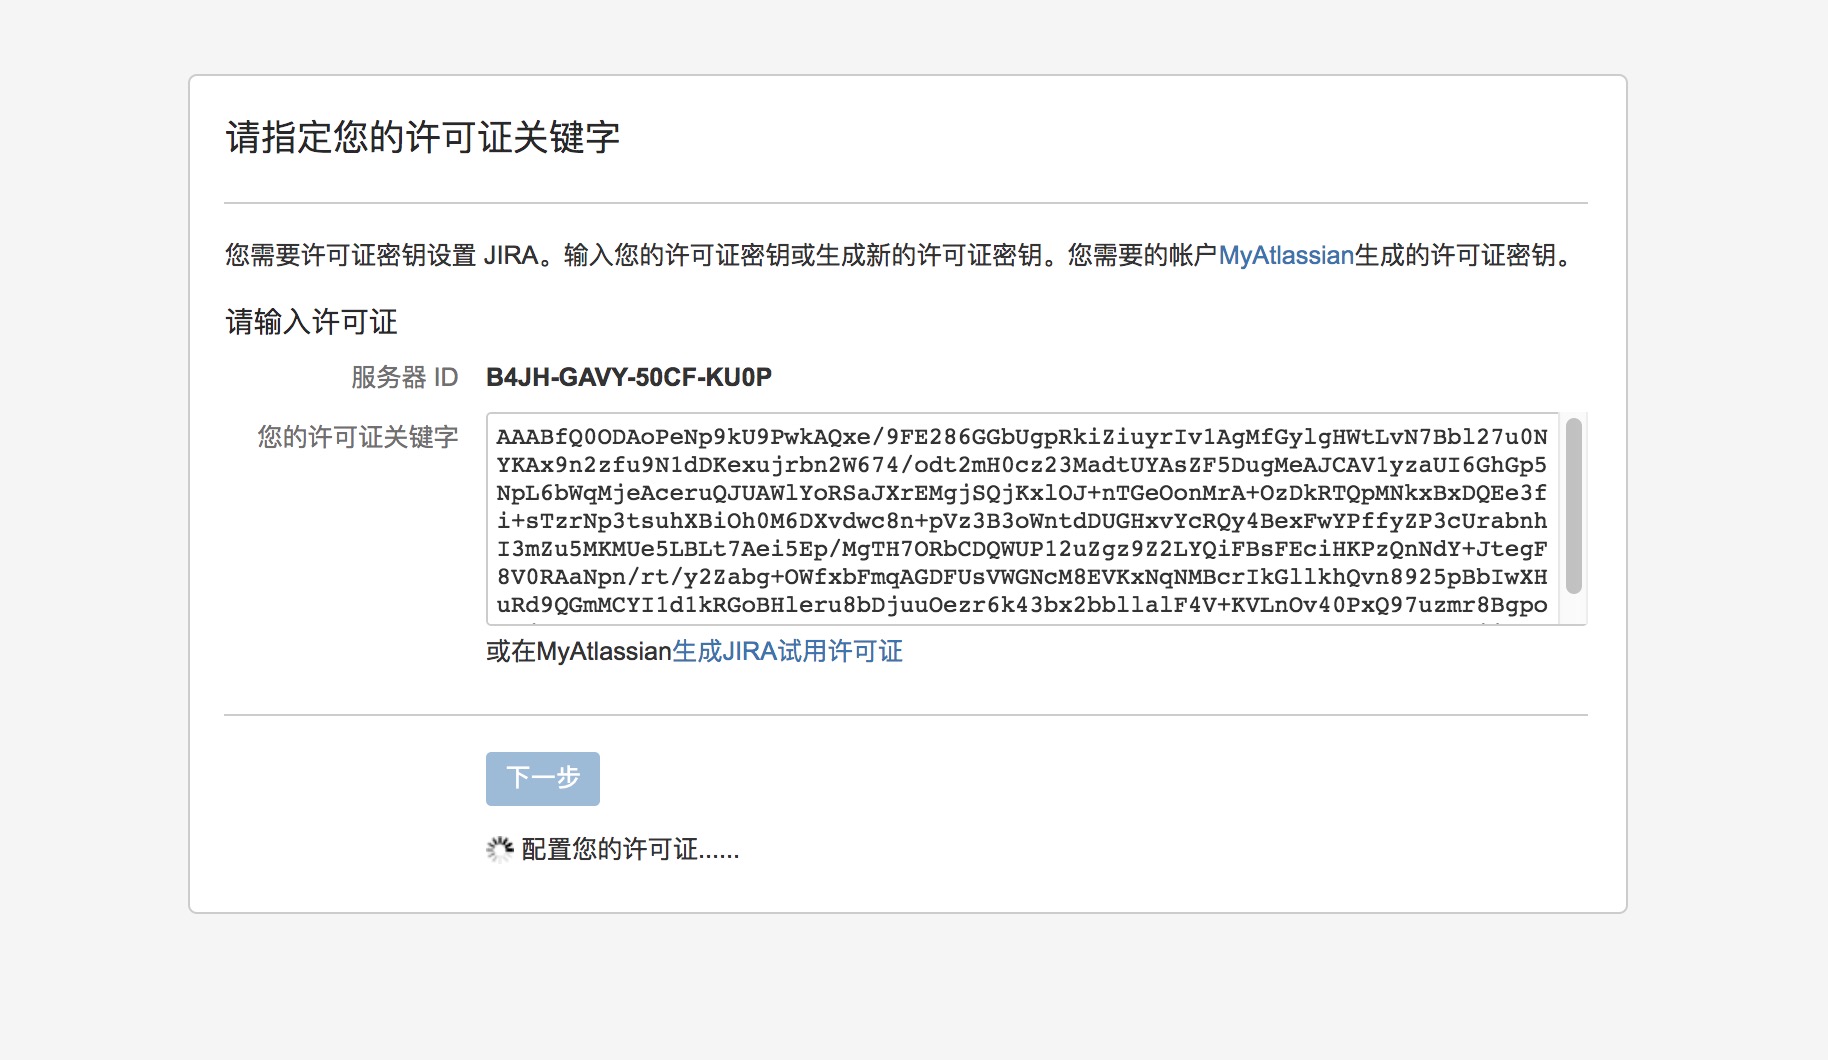 请指定您的许可证关键字
您需要许可证密钥设置 JIRA。输入您的许可证密钥或生成新的许可证密钥。您需要的帐户MyAtlassian生成的许可证密钥。
请输入许可证
服务器 ID B4JH-GAVY-50CF-KU0P
您的许可证关键字
AAABfQ0ODAoPeNp9kU9PwkAQxe/9FE286GGbUgpRkiZiuyrIv1AgMfGylgHWtLvN7Bbl27u0N
YKAx9n2zfu9N1dDKexujrbn2W674/odt2mH0cz23MadtUYAsZF5DugMeAJCAV1yzaUI6GhGp5
NpL6bWqMjeAceruQJUAWlYoRSaJXrEMgjSQjKxlOJ+nTGeOonMrA+OzDkRTQpMNkxBxDQEe3f
i+sTzrNp3tsuhXBiOh0M6DXvdwc8n+pVz3B3oWntdDUGHxvYcRQy4BexFwYPffyZP3cUrabnh
I3mZu5MKMUe5LBLt7Aei5Ep/MgTH7ORbCDQWUP12uZgz9Z2LYQiFBsFEciHKPzQnNdY+JtegF
8V0RAaNpn/rt/y2Zabg+OWfxbFmqAGDFUsVWGNcM8EVKxNqNMBcrIkGllkhQvn8925pBbIwXH
uRd9QGmMCYI1d1kRGoBHleru8bDjuuOezr6k43bx2bbllalF4V+KVLnOv40PxQ97uzmr8Bgpo
或在MyAtlassian生成JIRA试用许可证
下一步
配置您的许可证......